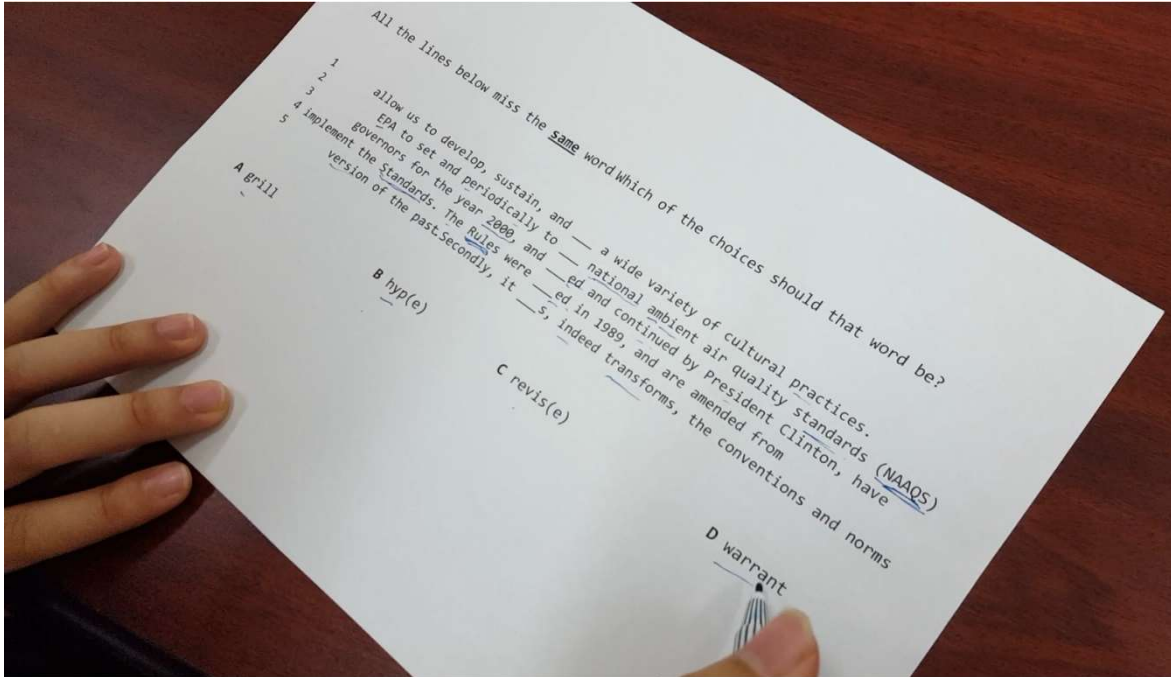 All the lines below miss the same word Which of the choices should that word be?
1 allow us to develop, sustain, and ___ a wide variety of cultural practices.
2 EPA to set and periodically to ___ national ambient air quality standards (NAAQS)
3 governors for the year 2000, and ___ed and continued by President Clinton, have
4 implement the Standards. The Rules were ___ed in 1989, and are amended from
5 version of the past.Secondly, it ___s, indeed transforms, the conventions and norms
A grill
B hyp(e)
C revis(e)
D warrant